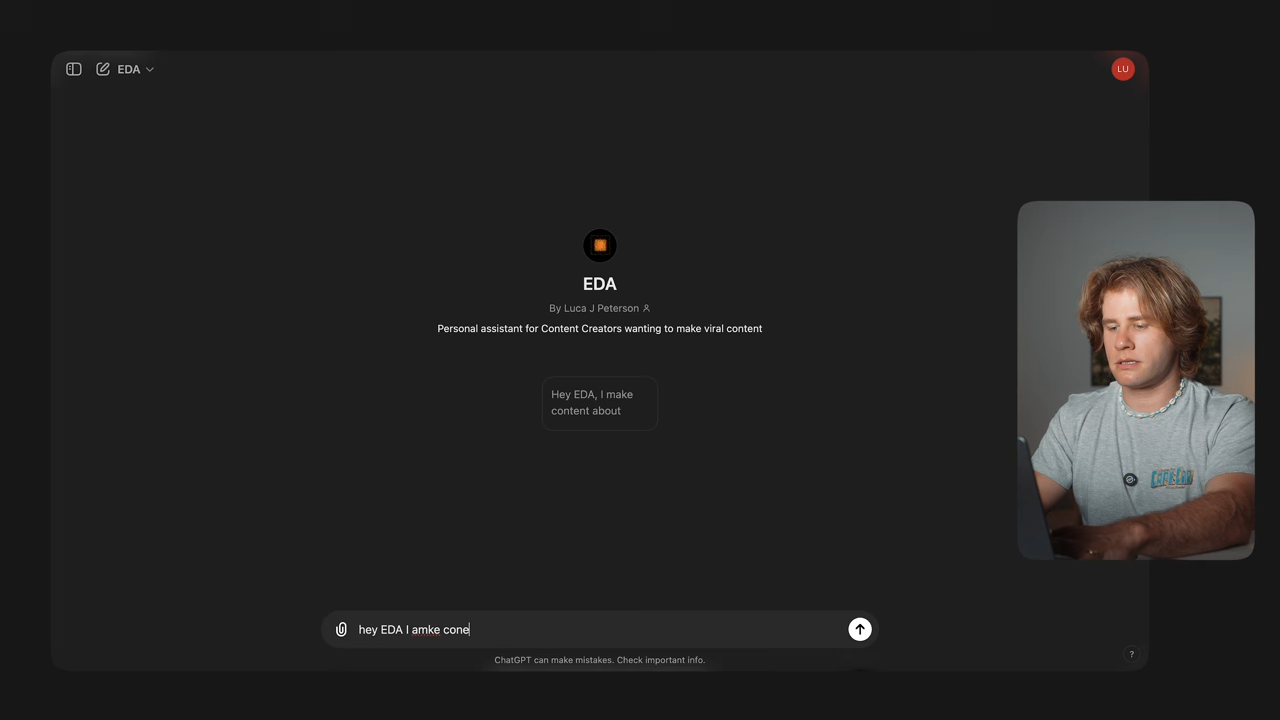 EDA
LU
EDA
By Luca J Peterson
Personal assistant for Content Creators wanting to make viral content
Hey EDA, I make
content about
hey EDA I amke cone
ChatGPT can make mistakes. Check important info.
?